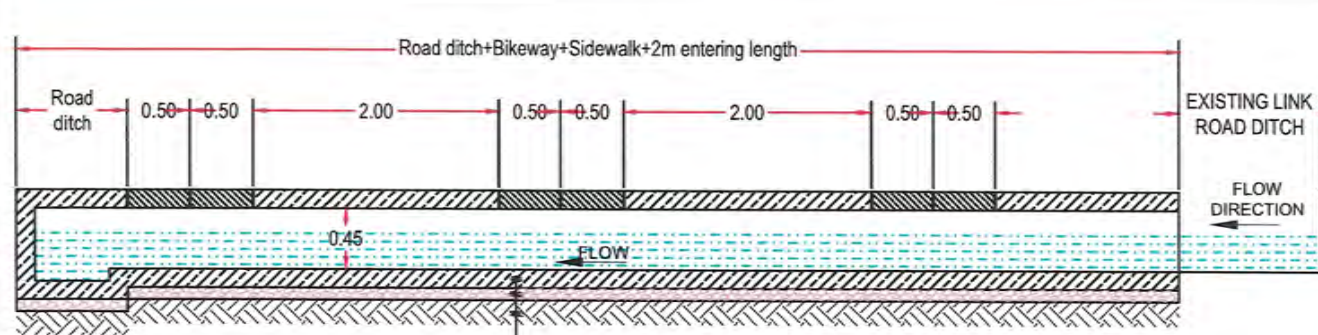 Road ditch+Bikeway+Sidewalk+2m entering length
Road
ditch
0.50
0.50
2.00
0.50
0.50
2.00
0.50
0.50
EXISTING LINK
ROAD DITCH
FLOW
DIRECTION
0.45
FLOW